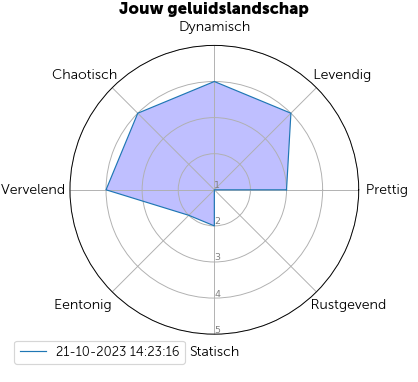 Jouw geluidslandschap
Dynamisch
Chaotisch
Levendig
Vervelend
1
Prettig
2
3
Eentonig
4
Rustgevend
5
21-10-2023 14:23:16
Statisch